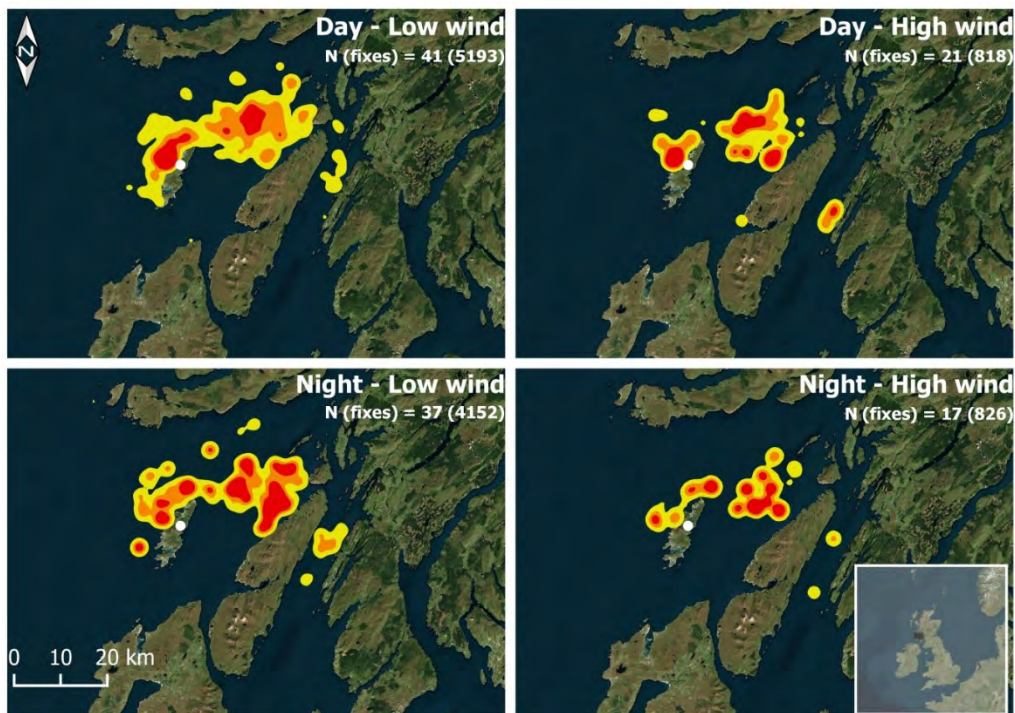 N
Day - Low wind
N (fixes) = 41 (5193)
Day - High wind
N (fixes) = 21 (818)
Night - Low wind
N (fixes) = 37 (4152)
Night - High wind
N (fixes) = 17 (826)
0 10 20 km